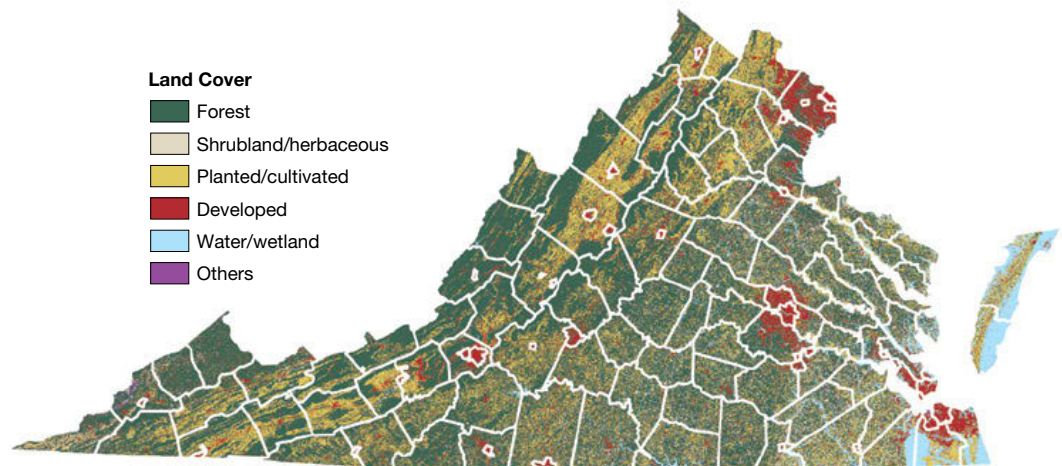 Land Cover
Forest
Shrubland/herbaceous
Planted/cultivated
Developed
Water/wetland
Others